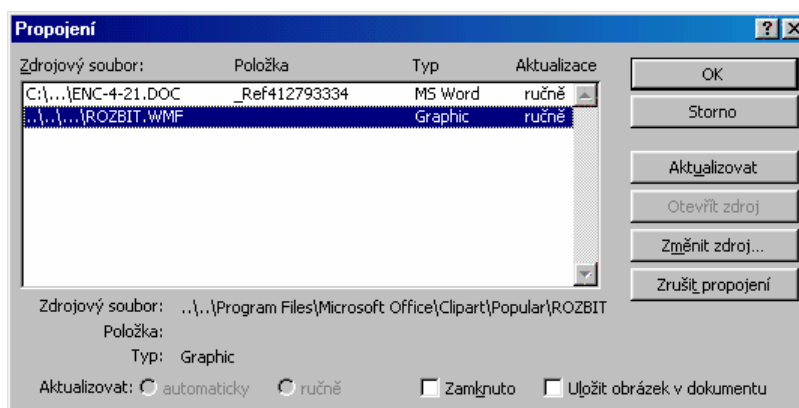 Propojení
Zdrojový soubor: Položka Typ Aktualizace
C:\...\ENC-4-21.DOC _Ref412793334 MS Word ručně
..\..\...\ROZBIT.WMF Graphic ručně
OK
Storno
Aktualizovat
Otevřít zdroj
Změnit zdroj...
Zrušit propojení
Zdrojový soubor: ..\..\Program Files\Microsoft Office\Clipart\Popular\ROZBIT
Položka:
Typ: Graphic
Aktualizovat: automaticky ručně Zamknuto Uložit obrázek v dokumentu